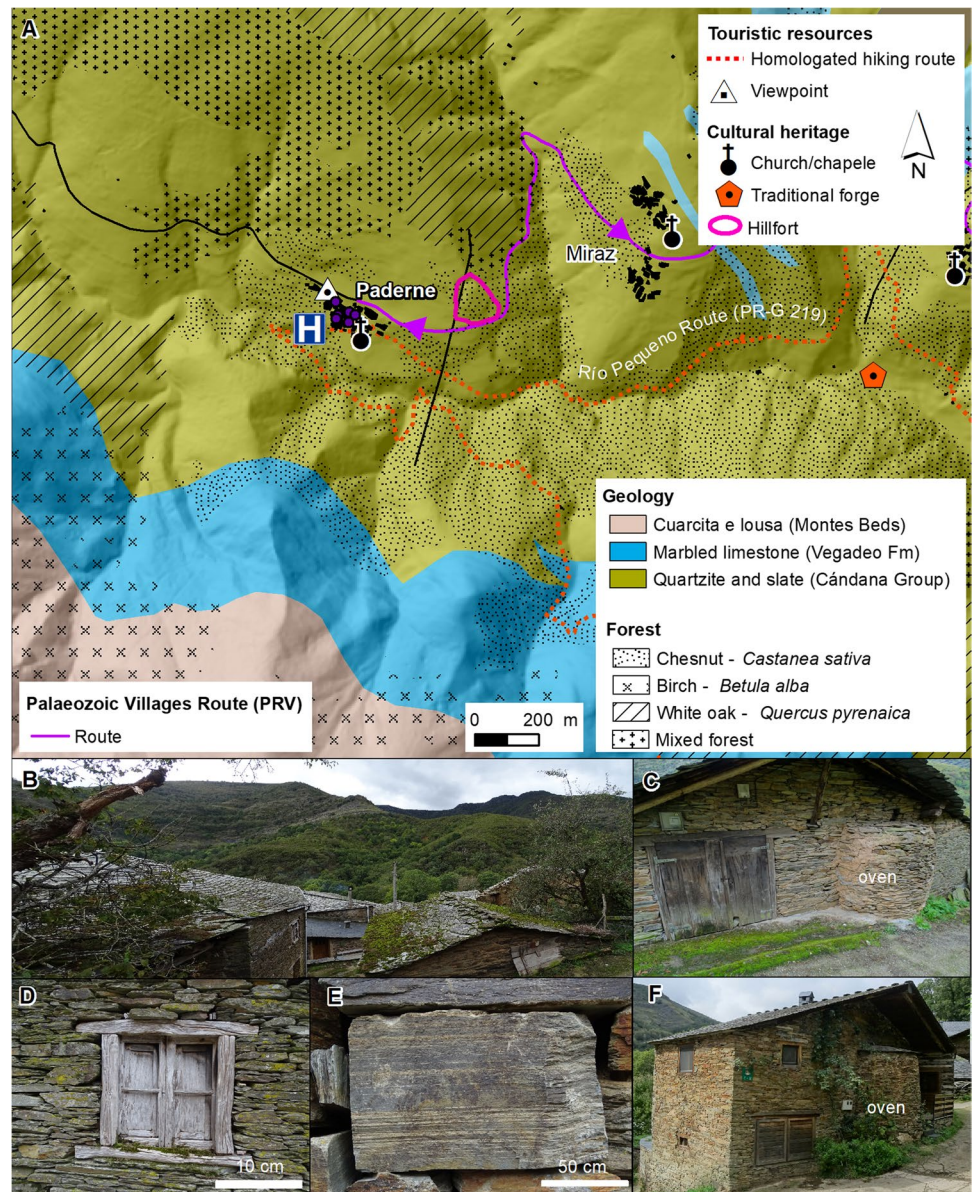 A
Touristic resources
Homologated hiking route
Viewpoint
Cultural heritage
Church/chapele
Traditional forge
Hillfort
N
Miraz
Paderne
H
Río Pequeno Route (PR-G 219)
Geology
Cuarcita e lousa (Montes Beds)
Marbled limestone (Vegadeo Fm)
Quartzite and slate (Cándana Group)
Forest
Chesnut - Castanea sativa
Birch - Betula alba
White oak - Quercus pyrenaica
Mixed forest
Palaeozoic Villages Route (PRV)
Route
0 200 m
B
C
oven
D
10 cm
E
50 cm
F
oven